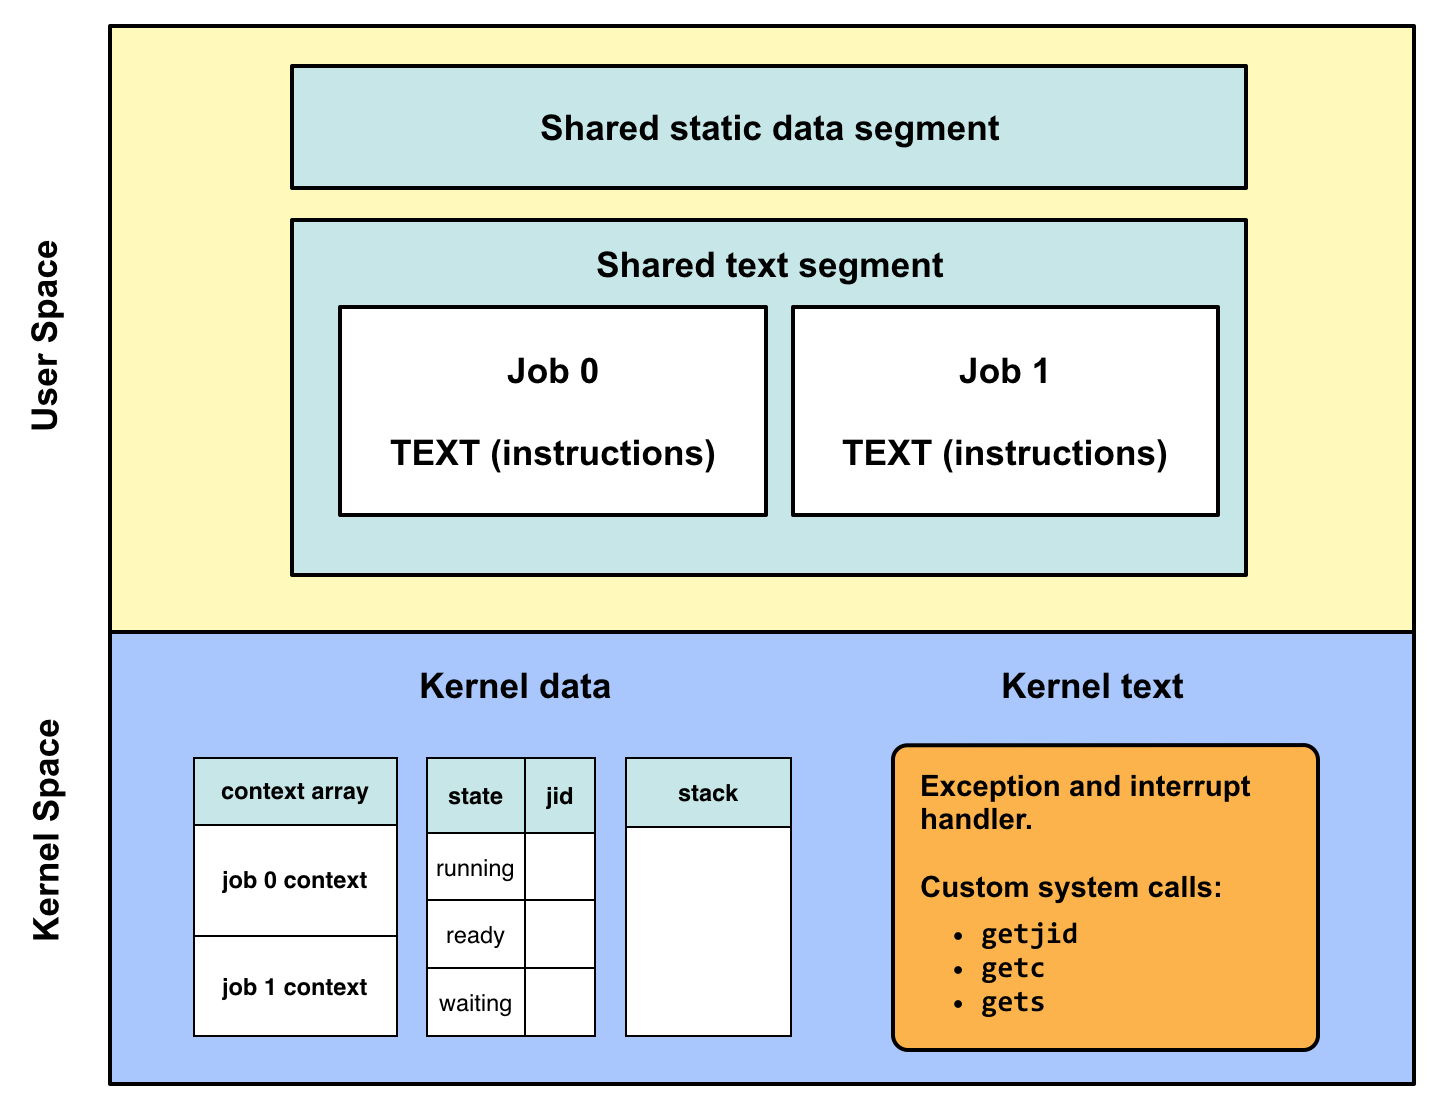 User Space
Shared static data segment
Shared text segment
Job 0
TEXT (instructions)
Job 1
TEXT (instructions)
Kernel Space
Kernel data
context array
job 0 context
job 1 context
state jid
running
ready
waiting
stack
Kernel text
Exception and interrupt
handler.
Custom system calls:
• getjid
• getc
• gets